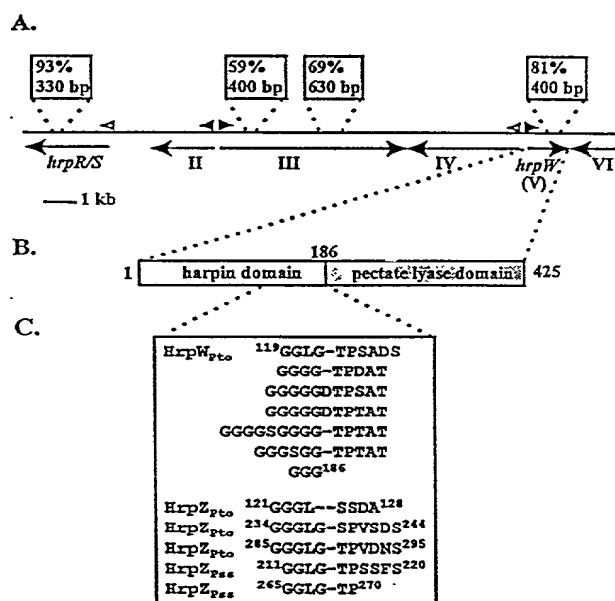 A.
93% 59% 69% 81%
330 bp 400 bp 630 bp 400 bp
hrpR/S II III IV hrpW VI
(V)
1 kb
B.
186
1 harpin domain pectate lyase domain 425
C.
HrpWPto 119GGLG-TPSADS
GGGG-TPDAT
GGGGGDTPSAT
GGGGGDTPTAT
GGGGSGGGG-TPTAT
GGGSGG-TPTAT
GGG186
HrpZPto 121GGGL--SSDA128
HrpZPto 234GGGLG-SPVSDS244
HrpZPto 285GGGLG-TPVDNS295
HrpZPss 211GGLG-TPSSFS220
HrpZPss 265GGLG-TP270